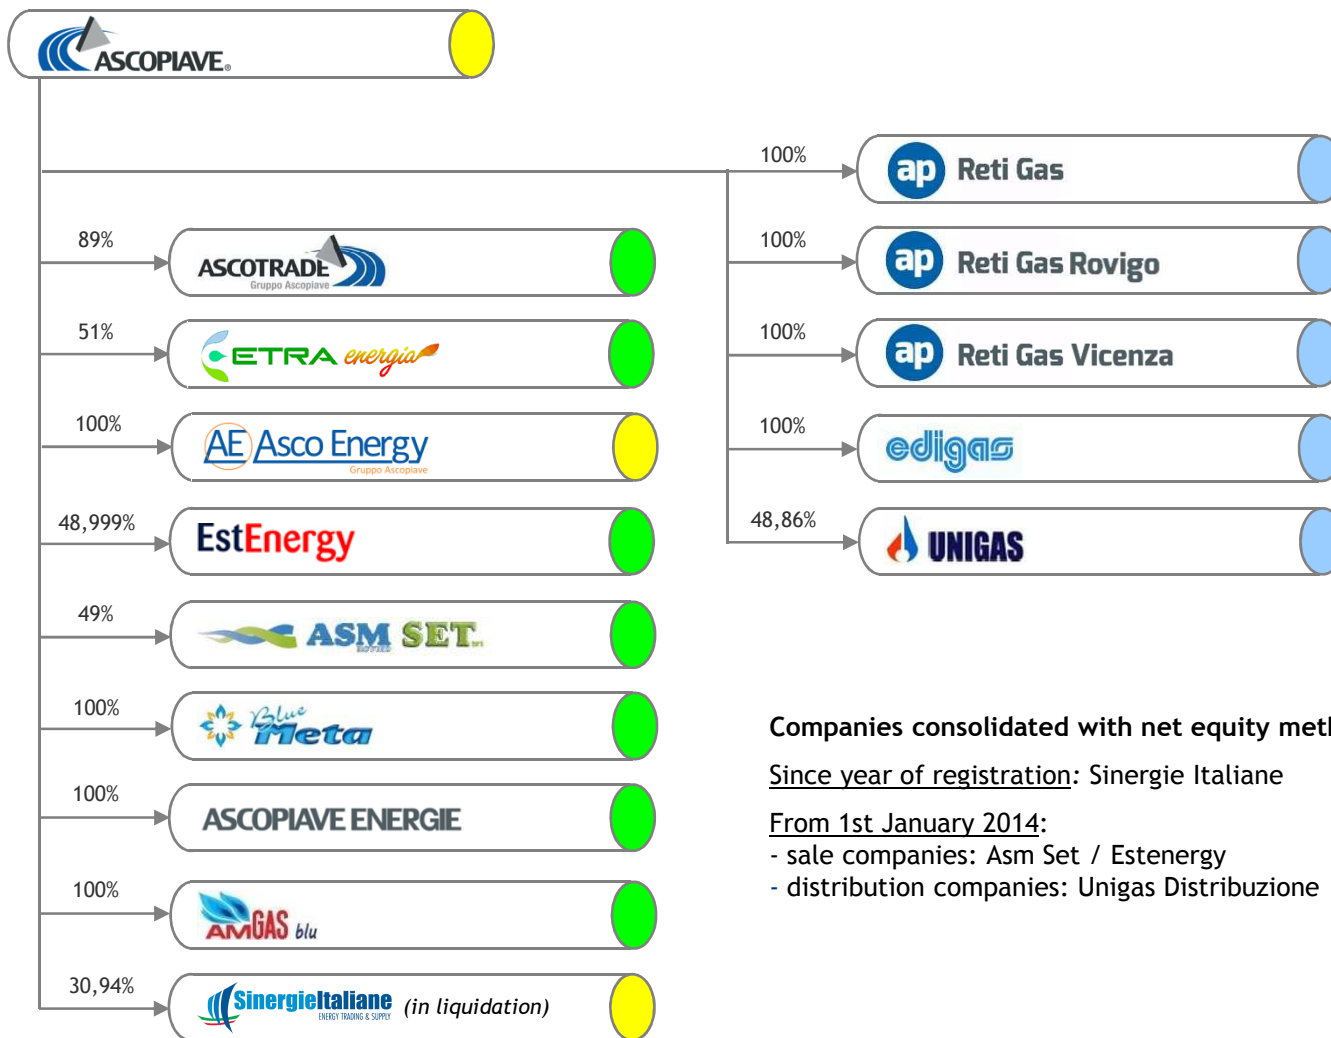 ASCOPIAVE®
100%
ap Reti Gas
89%
ASCOTRADE
Gruppo Ascopiave
100%
ap Reti Gas Rovigo
51%
ETRA energia
100%
ap Reti Gas Vicenza
100%
AE Asco Energy
Gruppo Ascopiave
100%
edigas
48,999%
EstEnergy
48,86%
UNIGAS
49%
ASM SET
ROVIGO
100%
Blue
Meta
100%
ASCOPIAVE ENERGIE
100%
AMGAS blu
30,94%
SinergieItaliane (in liquidation)
ENERGY TRADING & SUPPLY
Companies consolidated with net equity meth
Since year of registration: Sinergie Italiane
From 1st January 2014:
- sale companies: Asm Set / Estenergy
- distribution companies: Unigas Distribuzione